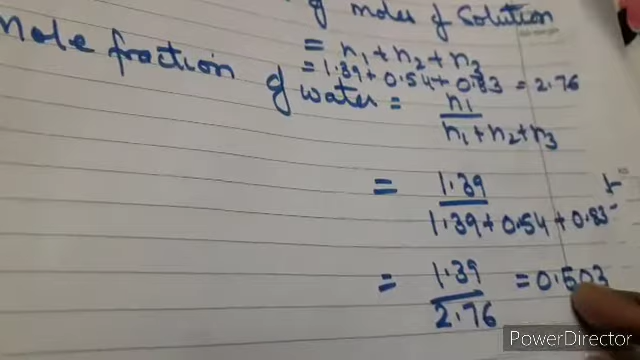 of moles of Solution
= n1 + n2 + n3
= 1.39 + 0.54 + 0.83 = 2.76
Mole fraction of water = n1 / n1 + n2 + n3
= 1.39 / 1.39 + 0.54 + 0.83
= 1.39 / 2.76 = 0.503
PowerDirector